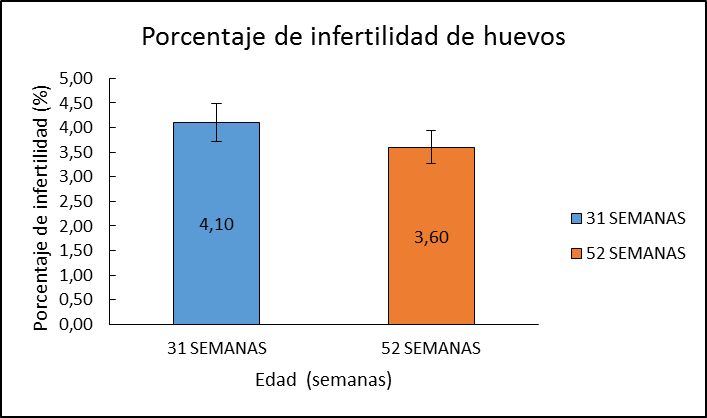 Porcentaje de infertilidad de huevos
Porcentaje de infertilidad (%)
5,00
4,50
4,00
3,50
3,00
2,50
2,00
1,50
1,00
0,50
0,00
4,10
3,60
31 SEMANAS
52 SEMANAS
Edad (semanas)
31 SEMANAS
52 SEMANAS